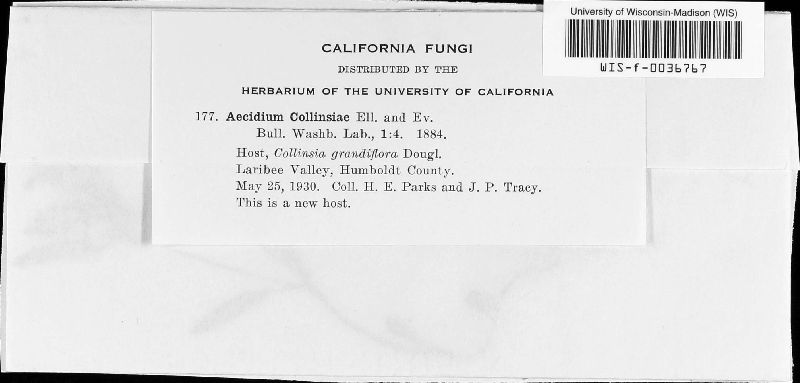 University of Wisconsin-Madison (WIS)
WIS-f-0036767
CALIFORNIA FUNGI
DISTRIBUTED BY THE
HERBARIUM OF THE UNIVERSITY OF CALIFORNIA
177. Aecidium Collinsiae Ell. and Ev.
Bull. Washb. Lab., 1:4. 1884.
Host, Collinsia grandiflora Dougl.
Laribee Valley, Humboldt County.
May 25, 1930. Coll. H. E. Parks and J. P. Tracy.
This is a new host.